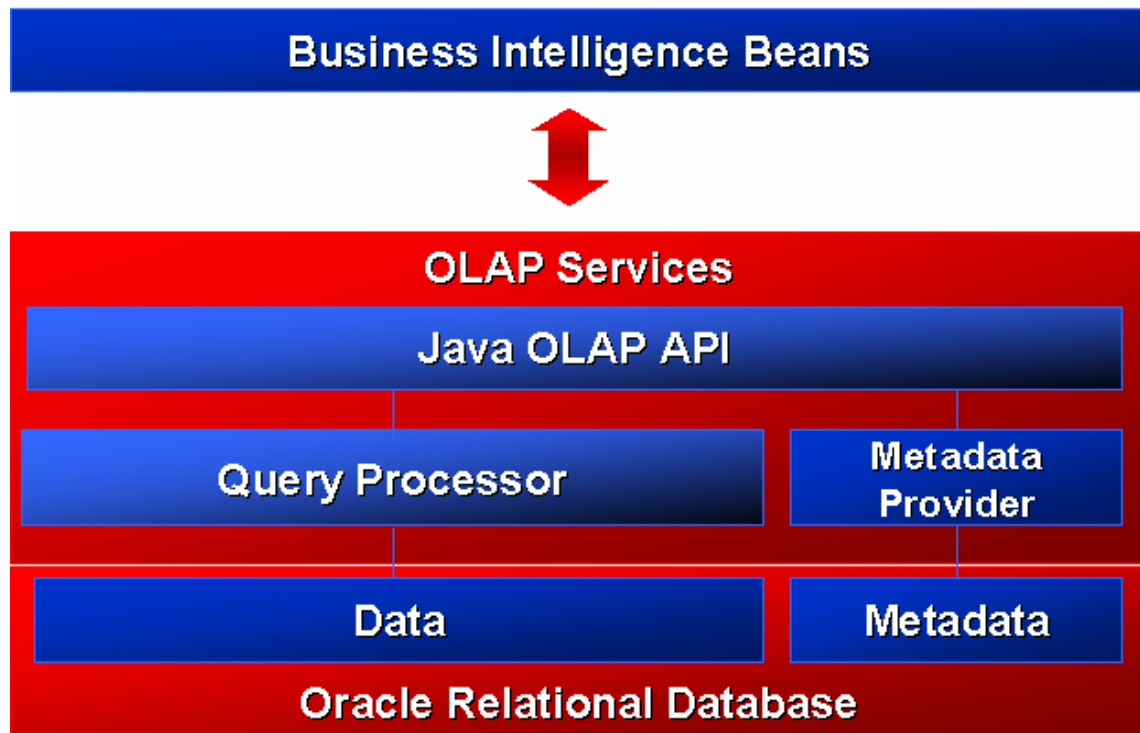 Business Intelligence Beans
OLAP Services
Java OLAP API
Query Processor
Metadata
Provider
Data
Metadata
Oracle Relational Database